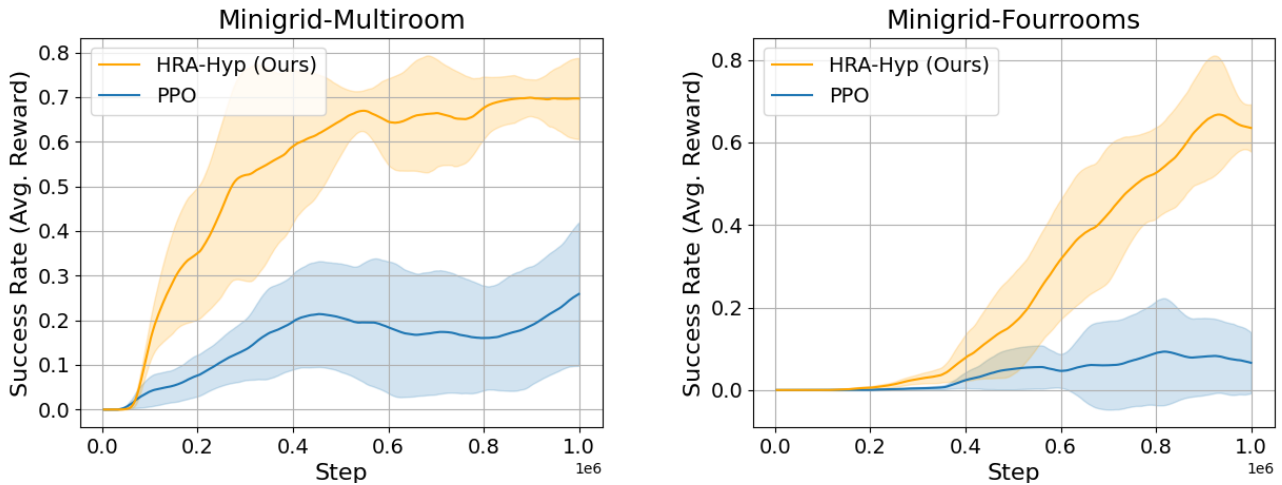 Minigrid-Multiroom
HRA-Hyp (Ours)
PPO
Success Rate (Avg. Reward)
0.8
0.7
0.6
0.5
0.4
0.3
0.2
0.1
0.0
0.0 0.2 0.4 0.6 0.8 1.0
1e6
Step
Minigrid-Fourrooms
HRA-Hyp (Ours)
PPO
Success Rate (Avg. Reward)
0.8
0.6
0.4
0.2
0.0
0.0 0.2 0.4 0.6 0.8 1.0
1e6
Step